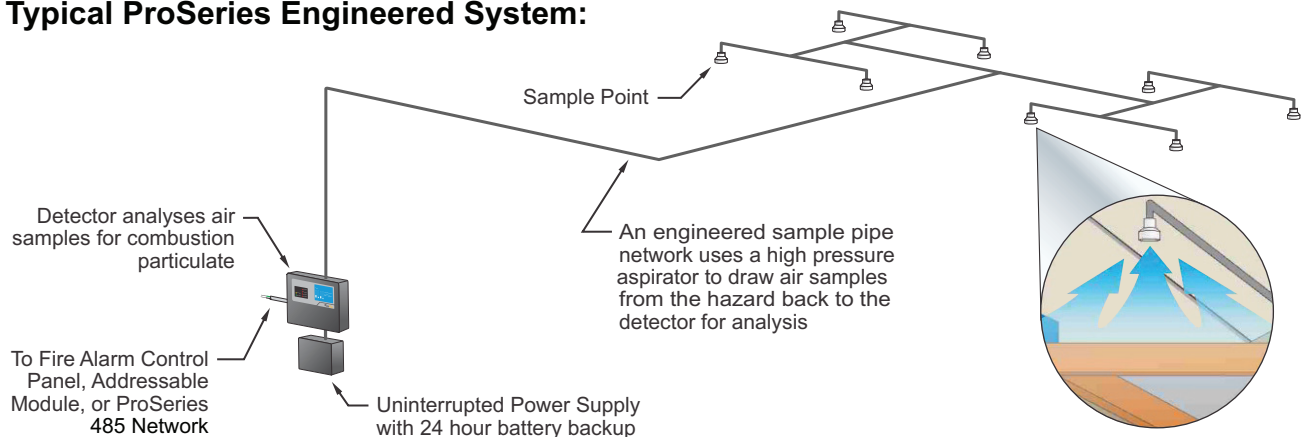 Typical ProSeries Engineered System:
Sample Point
Detector analyses air
samples for combustion
particulate
An engineered sample pipe
network uses a high pressure
aspirator to draw air samples
from the hazard back to the
detector for analysis
To Fire Alarm Control
Panel, Addressable
Module, or ProSeries
485 Network
Uninterrupted Power Supply
with 24 hour battery backup